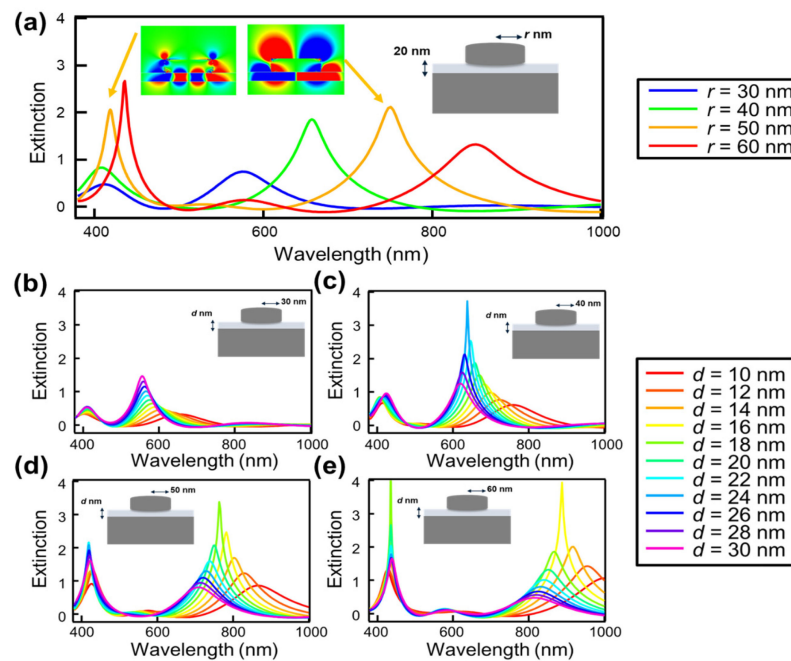 (a)
Extinction
4
3
2
1
0
400
600
800
1000
Wavelength (nm)
r nm
20 nm
r = 30 nm
r = 40 nm
r = 50 nm
r = 60 nm
(b)
Extinction
4
3
2
1
0
400
600
800
1000
Wavelength (nm)
d nm
30 nm
(c)
Extinction
4
3
2
1
0
400
600
800
1000
Wavelength (nm)
d nm
40 nm
(d)
Extinction
4
3
2
1
0
400
600
800
1000
Wavelength (nm)
d nm
50 nm
(e)
Extinction
4
3
2
1
0
400
600
800
1000
Wavelength (nm)
d nm
60 nm
d = 10 nm
d = 12 nm
d = 14 nm
d = 16 nm
d = 18 nm
d = 20 nm
d = 22 nm
d = 24 nm
d = 26 nm
d = 28 nm
d = 30 nm